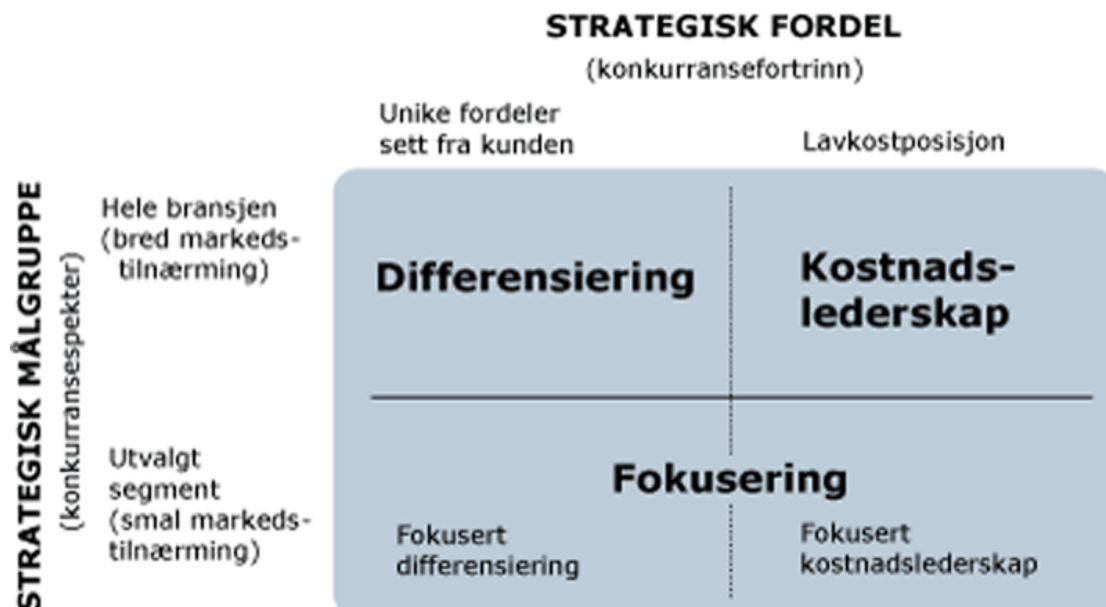 STRATEGISK FORDEL
(konkurransefortrinn)
Unike fordeler
sett fra kunden
Lavkostposisjon
STRATEGISK MÅLGRUPPE
(konkurransespekter)
Hele bransjen
(bred markeds-
tilnærming)
Differensiering
Kostnads-
lederskap
Utvalgt
segment
(smal markeds-
tilnærming)
Fokusering
Fokusert
differensiering
Fokusert
kostnadslederskap